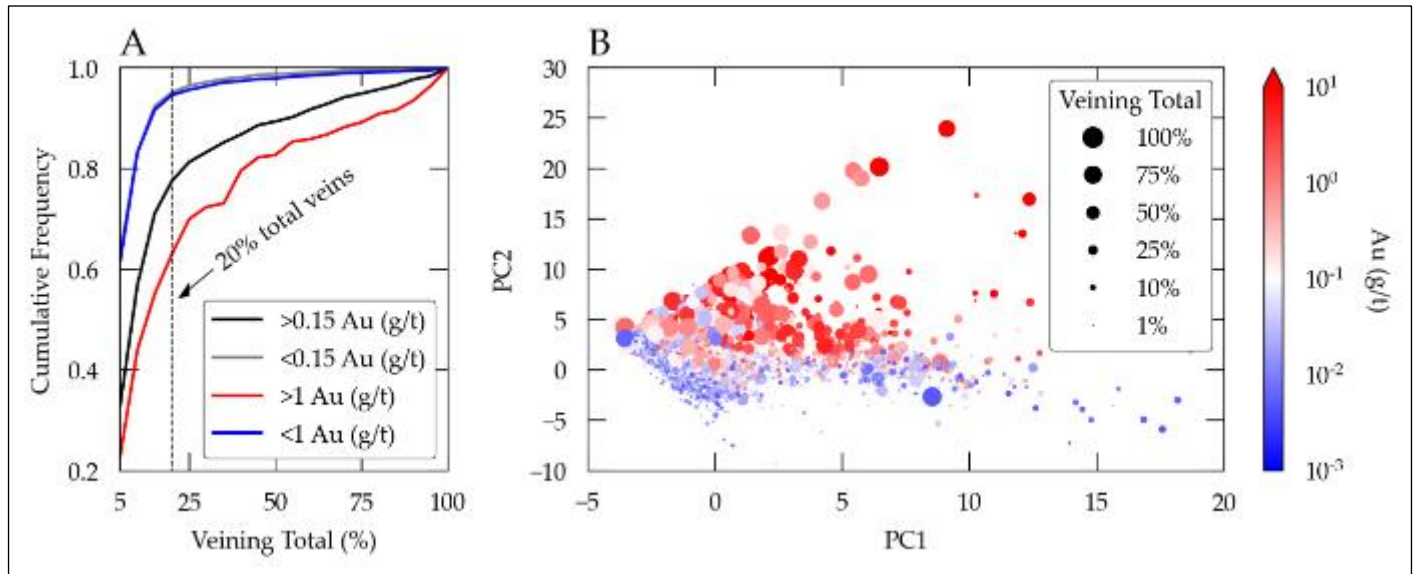 A
1.0
0.8
0.6
0.4
0.2
5
25
50
75
100
Cumulative Frequency
Veining Total (%)
20% total veins
>0.15 Au (g/t)
<0.15 Au (g/t)
>1 Au (g/t)
<1 Au (g/t)
B
30
25
20
15
10
5
0
−5
−10
−5
0
5
10
15
20
PC2
PC1
Veining Total
100%
75%
50%
25%
10%
1%
10¹
10⁰
10⁻¹
10⁻²
10⁻³
Au (g/t)